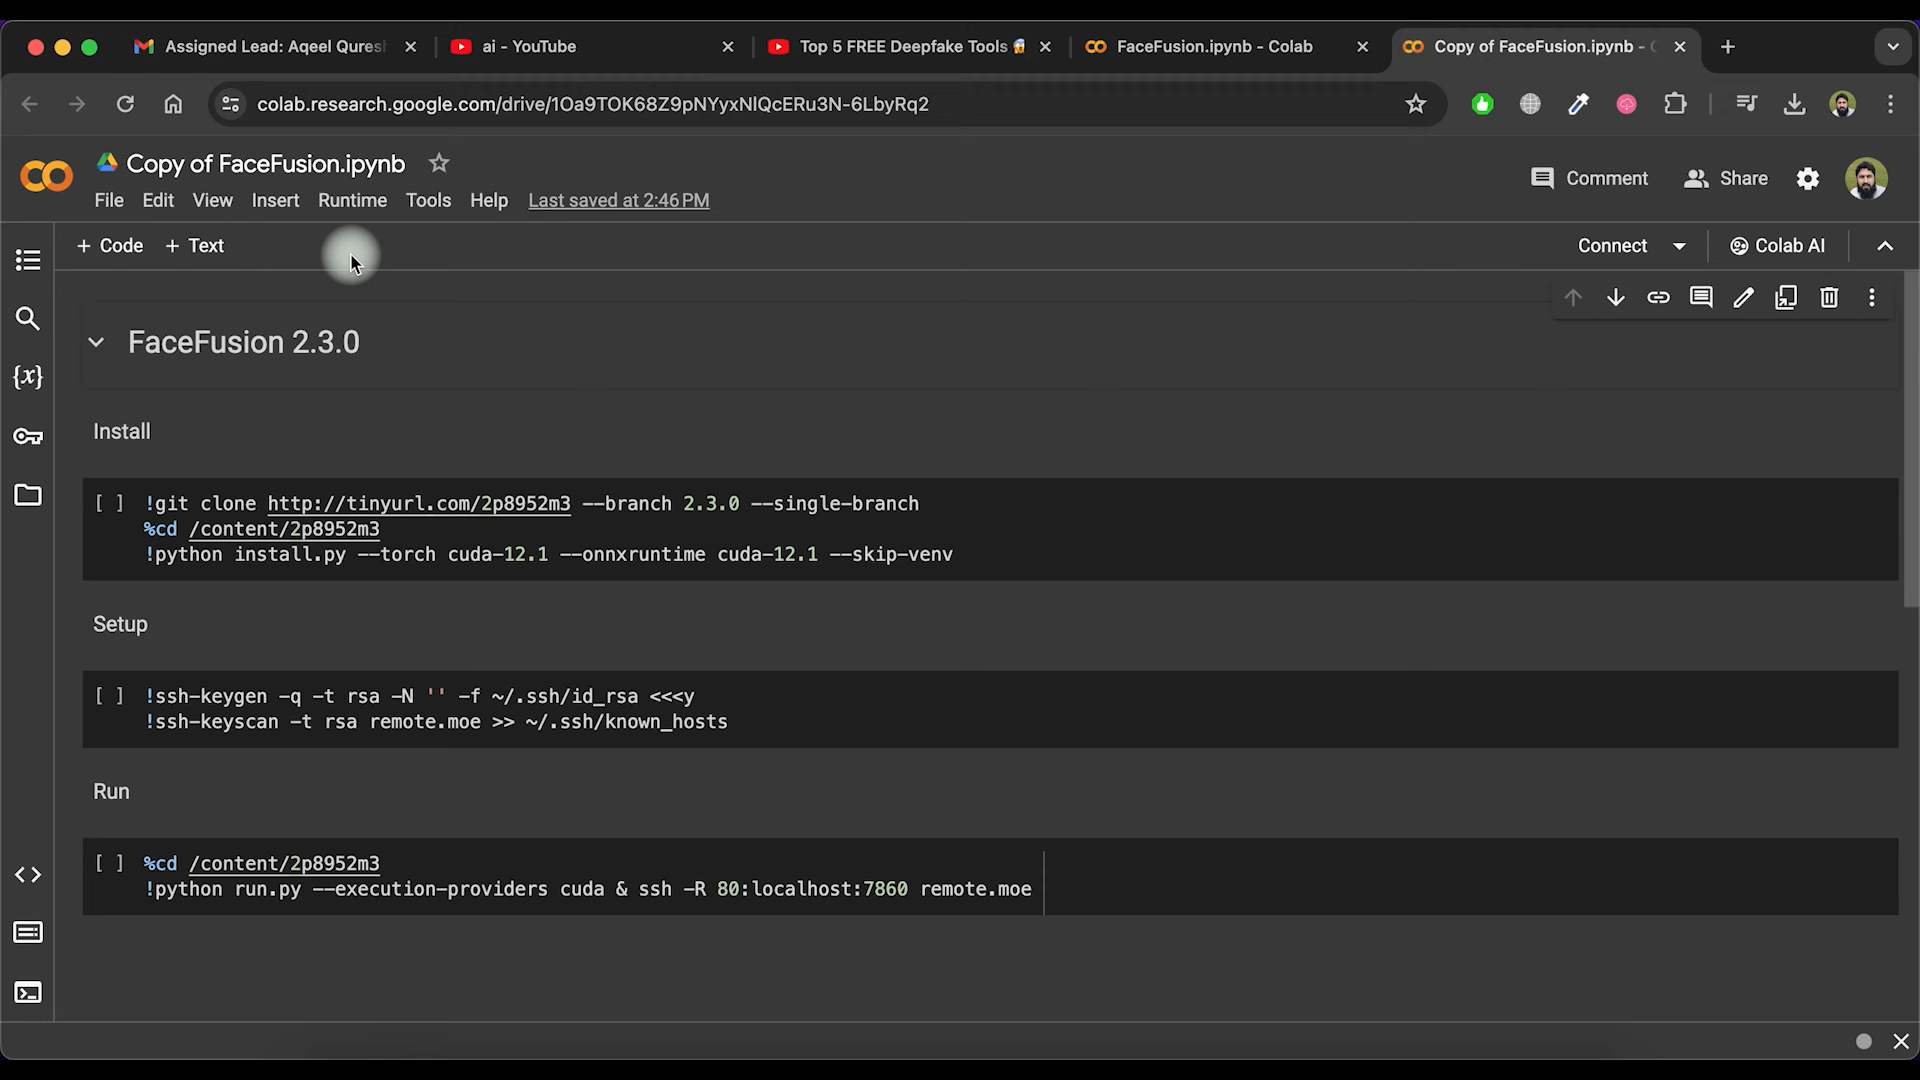 Assigned Lead: Aqeel Quresh
ai - YouTube
Top 5 FREE Deepfake Tools
FaceFusion.ipynb - Colab
Copy of FaceFusion.ipynb -
colab.research.google.com/drive/1Oa9TOK68Z9pNYyxNlQcERu3N-6LbyRq2
Copy of FaceFusion.ipynb
Comment
Share
File Edit View Insert Runtime Tools Help Last saved at 2:46 PM
+ Code + Text
Connect
Colab AI
{x}
FaceFusion 2.3.0
Install
[ ] !git clone http://tinyurl.com/2p8952m3 --branch 2.3.0 --single-branch
%cd /content/2p8952m3
!python install.py --torch cuda-12.1 --onnxruntime cuda-12.1 --skip-venv
Setup
[ ] !ssh-keygen -q -t rsa -N '' -f ~/.ssh/id_rsa <<<y
!ssh-keyscan -t rsa remote.moe >> ~/.ssh/known_hosts
Run
[ ] %cd /content/2p8952m3
!python run.py --execution-providers cuda & ssh -R 80:localhost:7860 remote.moe